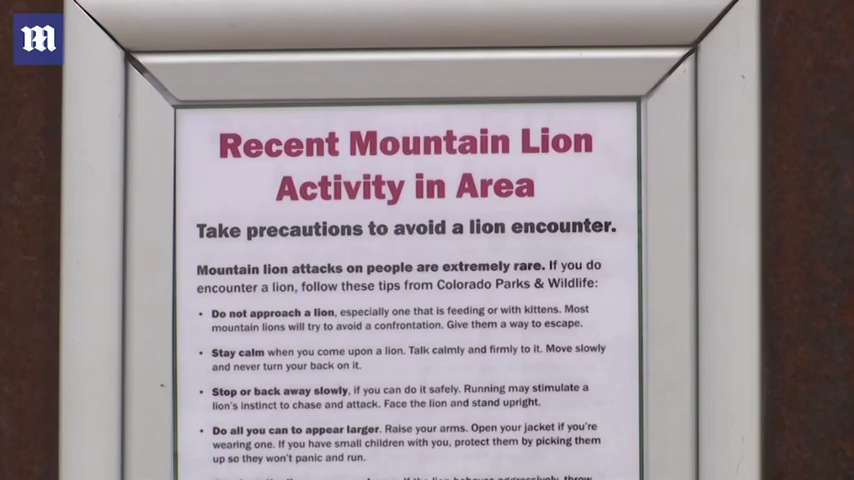 M
Recent Mountain Lion
Activity in Area
Take precautions to avoid a lion encounter.
Mountain lion attacks on people are extremely rare. If you do
encounter a lion, follow these tips from Colorado Parks & Wildlife:
• Do not approach a lion, especially one that is feeding or with kittens. Most
mountain lions will try to avoid a confrontation. Give them a way to escape.
• Stay calm when you come upon a lion. Talk calmly and firmly to it. Move slowly
and never turn your back on it.
• Stop or back away slowly, if you can do it safely. Running may stimulate a
lion's instinct to chase and attack. Face the lion and stand upright.
• Do all you can to appear larger. Raise your arms. Open your jacket if you're
wearing one. If you have small children with you, protect them by picking them
up so they won't panic and run.
If the lion behaves aggressively, throw